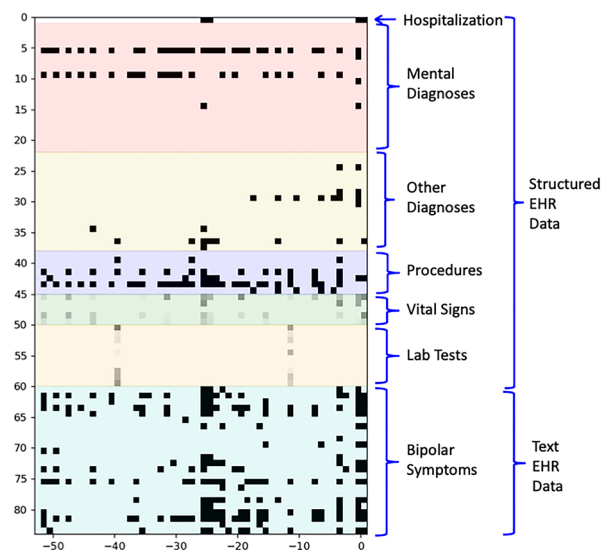 0
Hospitalization
5
10
15
20
25
30
35
40
45
50
55
60
65
70
75
80
Mental
Diagnoses
Other
Diagnoses
Structured
EHR
Data
Procedures
Vital Signs
Lab Tests
Bipolar
Symptoms
Text
EHR
Data
−50 −40 −30 −20 −10 0